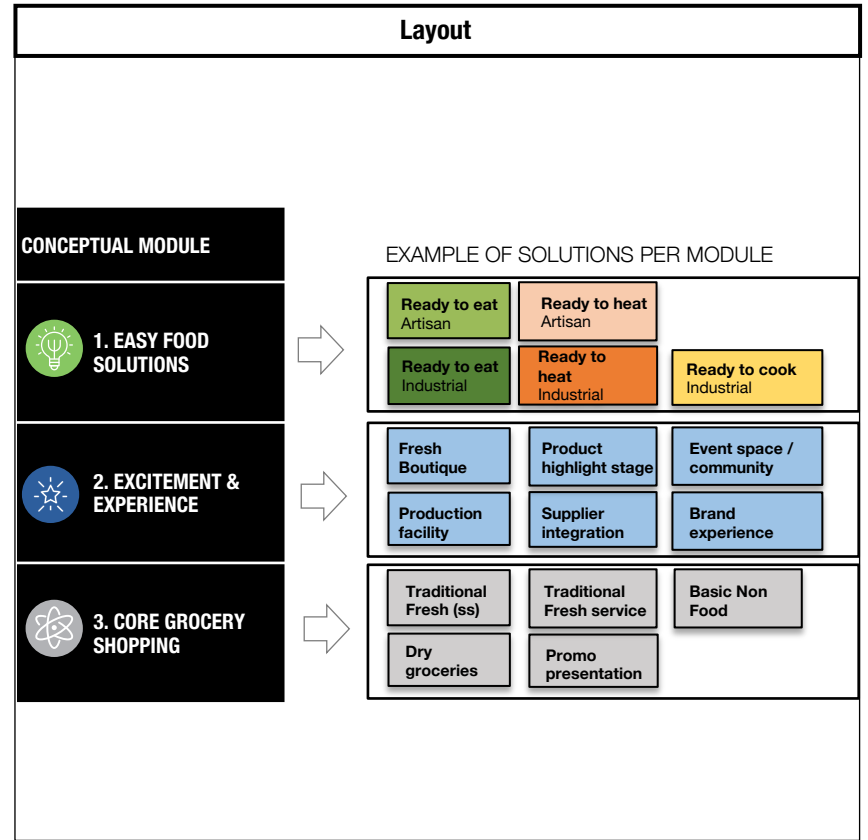 Layout
CONCEPTUAL MODULE
EXAMPLE OF SOLUTIONS PER MODULE
1. EASY FOOD
SOLUTIONS
Ready to eat
Artisan
Ready to heat
Artisan
Ready to eat
Industrial
Ready to
heat
Industrial
Ready to cook
Industrial
2. EXCITEMENT &
EXPERIENCE
Fresh
Boutique
Product
highlight stage
Event space /
community
Production
facility
Supplier
integration
Brand
experience
3. CORE GROCERY
SHOPPING
Traditional
Fresh (ss)
Traditional
Fresh service
Basic Non
Food
Dry
groceries
Promo
presentation